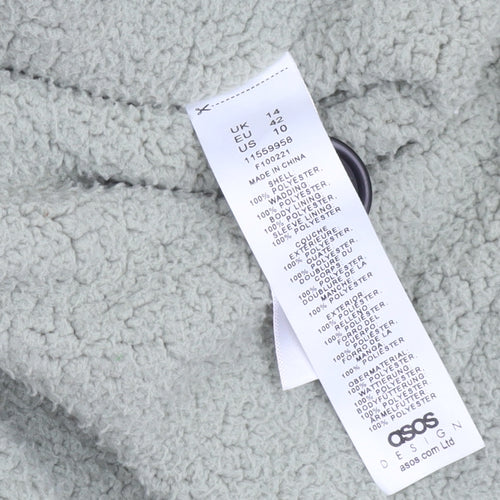 UK 14
EU 42
US 10
11559958
F100221
MADE IN CHINA
SHELL
100% POLYESTER.
WADDING
100% POLYESTER.
BODY LINING
100% POLYESTER.
SLEEVE LINING
100% POLYESTER
COUCHE
EXTÉRIEURE
100% POLYESTER.
OUATE
100% POLYESTER.
DOUBLURE DU
CORPS
100% POLYESTER.
DOUBLURE DE LA
MANCHE
100% POLYESTER
EXTERIOR
100% POLIÉSTER.
RELLENO
100% POLIÉSTER.
FORRO DEL
CUERPO
100% POLIÉSTER.
FORRO DE LA
MANGA
100% POLIÉSTER
OBERMATERIAL
100% POLYESTER.
WATTIERUNG
100% POLYESTER.
BODYFÜTTERUNG
100% POLYESTER.
ÄRMELFUTTER
100% POLYESTER
asos
DESIGN
asos.com Ltd